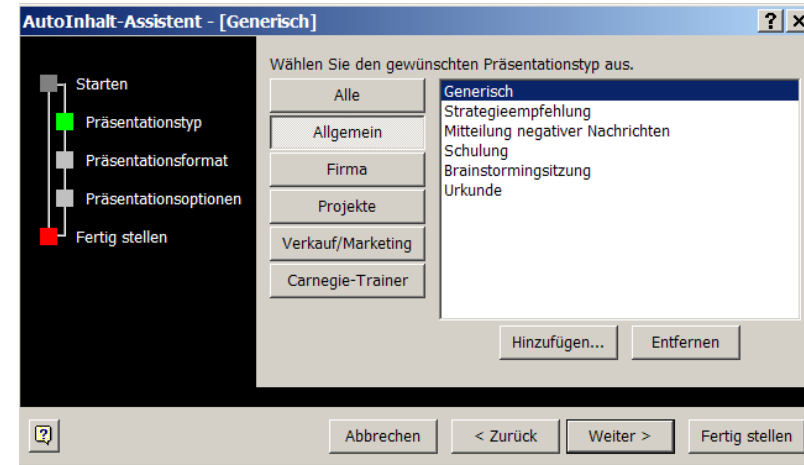 AutoInhalt-Assistent - [Generisch]
Starten
Präsentationstyp
Präsentationsformat
Präsentationsoptionen
Fertig stellen
Wählen Sie den gewünschten Präsentationstyp aus.
Alle
Allgemein
Firma
Projekte
Verkauf/Marketing
Carnegie-Trainer
Generisch
Strategieempfehlung
Mitteilung negativer Nachrichten
Schulung
Brainstormingsitzung
Urkunde
Hinzufügen...
Entfernen
Abbrechen
< Zurück
Weiter >
Fertig stellen